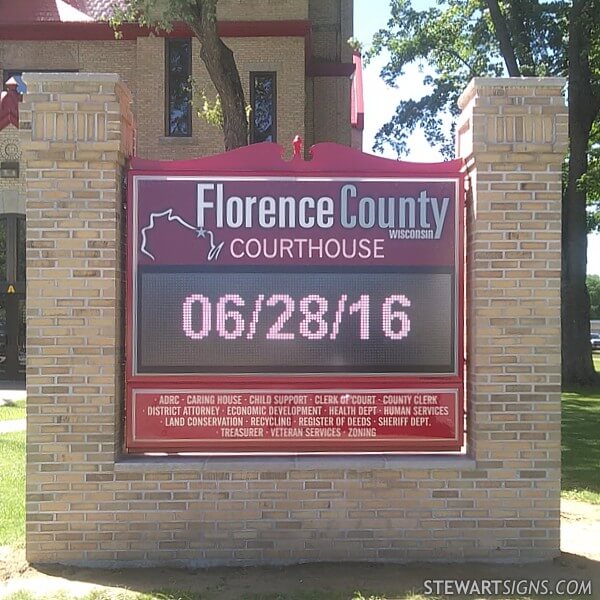 Florence County
WISCONSIN
COURTHOUSE
06/28/16
· ADRC · CARING HOUSE · CHILD SUPPORT · CLERK OF COURT · COUNTY CLERK
· DISTRICT ATTORNEY · ECONOMIC DEVELOPMENT · HEALTH DEPT · HUMAN SERVICES
· LAND CONSERVATION · RECYCLING · REGISTER OF DEEDS · SHERIFF DEPT.
· TREASURER · VETERAN SERVICES · ZONING
STEWARTSIGNS.COM